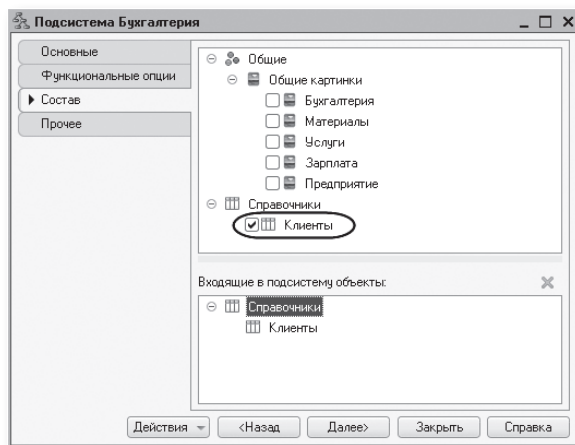 Подсистема Бухгалтерия
Основные
Функциональные опции
Состав
Прочее
Общие
Общие картинки
Бухгалтерия
Материалы
Услуги
Зарплата
Предприятие
Справочники
Клиенты
Входящие в подсистему объекты:
Справочники
Клиенты
Действия
<Назад
Далее>
Закрыть
Справка